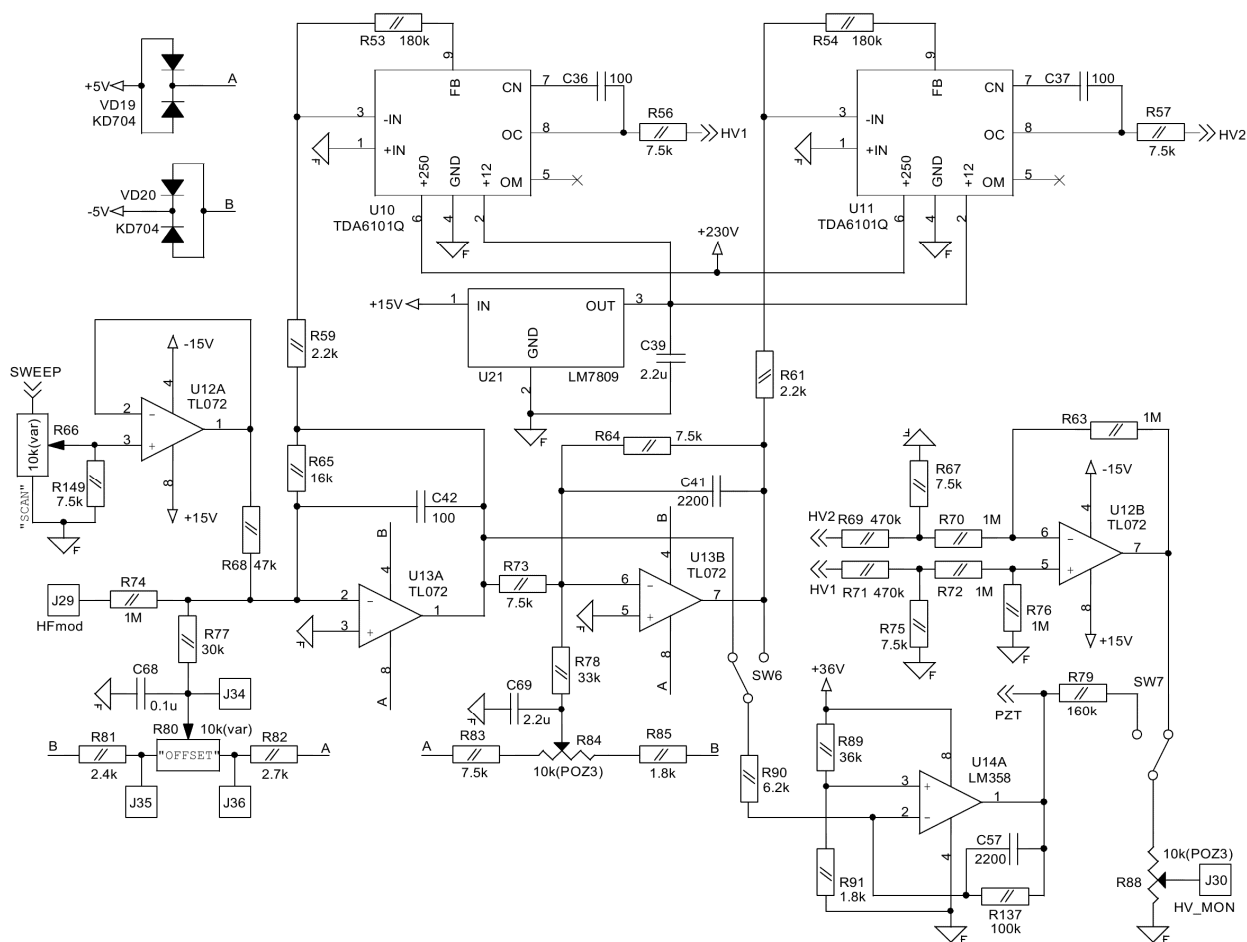 R53 180k
R54 180k
+5V
A
VD19
KD704
VD20
-5V
B
KD704
9
FB
CN
7
C36
100
3
-IN
OC
8
R56
HV1
7.5k
1
+IN
F
+250
GND
+12
OM
5
U10
TDA6101Q
6
4
2
F
9
FB
CN
7
C37
100
3
-IN
OC
8
R57
HV2
7.5k
1
+IN
F
+250
GND
+12
OM
5
U11
TDA6101Q
6
4
2
F
+230V
+15V
1
IN
OUT
3
GND
U21
LM7809
2
F
C39
2.2u
R59
2.2k
R61
2.2k
SWEEP
10k(var)
R66
"SCAN"
R149
7.5k
F
-15V
4
U12A
TL072
2
3
1
8
+15V
R68 47k
R65
16k
C42
100
R64
7.5k
C41
2200
J29
HFmod
R74
1M
R77
30k
C68
0.1u
F
J34
R80
10k(var)
B
R81
2.4k
"OFFSET"
R82
2.7k
A
J35
J36
B
4
U13A
TL072
2
3
1
F
8
A
R73
7.5k
B
4
U13B
TL072
6
5
7
F
8
A
R78
33k
C69
2.2u
F
A
R83
7.5k
R84
10k(POZ3)
R85
1.8k
B
SW6
R90
6.2k
+36V
R89
36k
R91
1.8k
U14A
LM358
8
3
2
1
4
C57
2200
R137
100k
F
PZT
R79
160k
SW7
R63
1M
F
R67
7.5k
HV2
R69 470k
R70 1M
HV1
R71 470k
R72 1M
R75
7.5k
F
R76
1M
F
-15V
4
U12B
TL072
6
5
7
8
+15V
10k(POZ3)
R88
J30
HV_MON
F